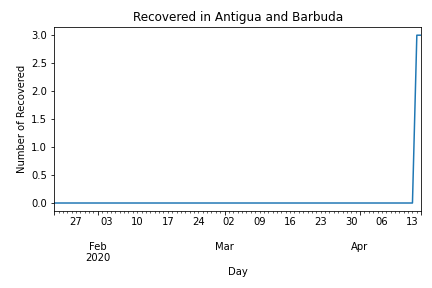 Recovered in Antigua and Barbuda
Number of Recovered
3.0
2.5
2.0
1.5
1.0
0.5
0.0
27 03 10 17 24 02 09 16 23 30 06 13
Feb Mar Apr
2020
Day